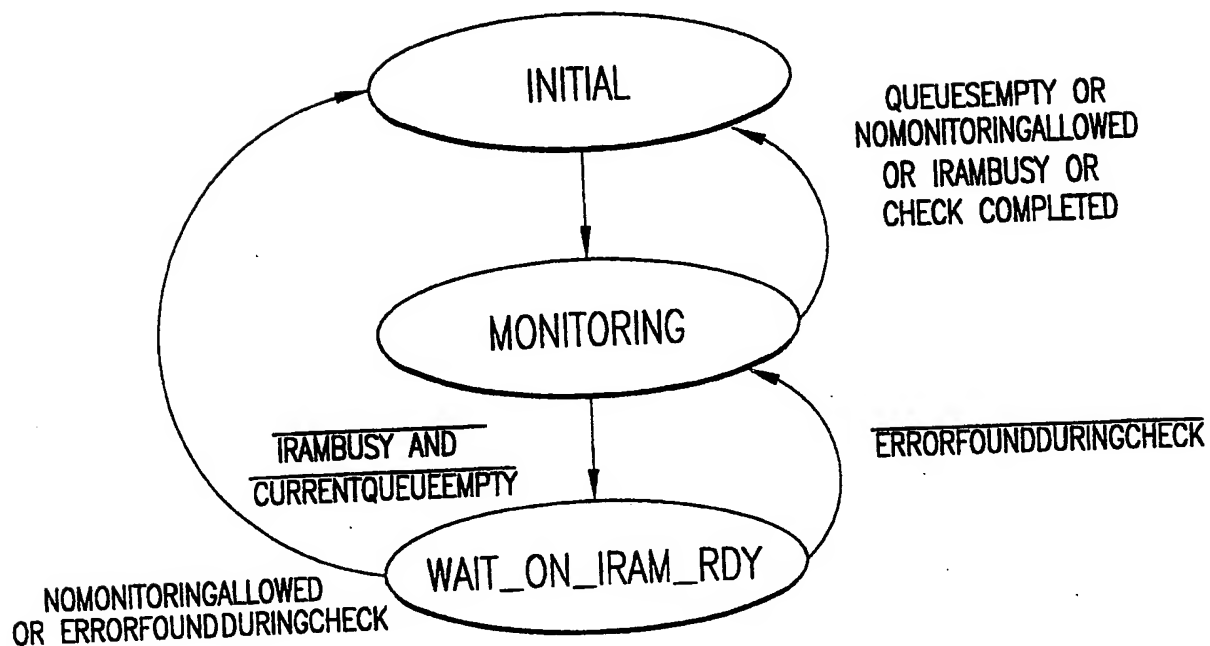 INITIAL
QUEUESEMPTY OR
NOMONITORINGALLOWED
OR IRAMBUSY OR
CHECK COMPLETED
MONITORING
IRAMBUSY AND
CURRENTQUEUEEMPTY
ERRORFOUNDDURINGCHECK
WAIT_ON_IRAM_RDY
NOMONITORINGALLOWED
OR ERRORFOUNDDURINGCHECK